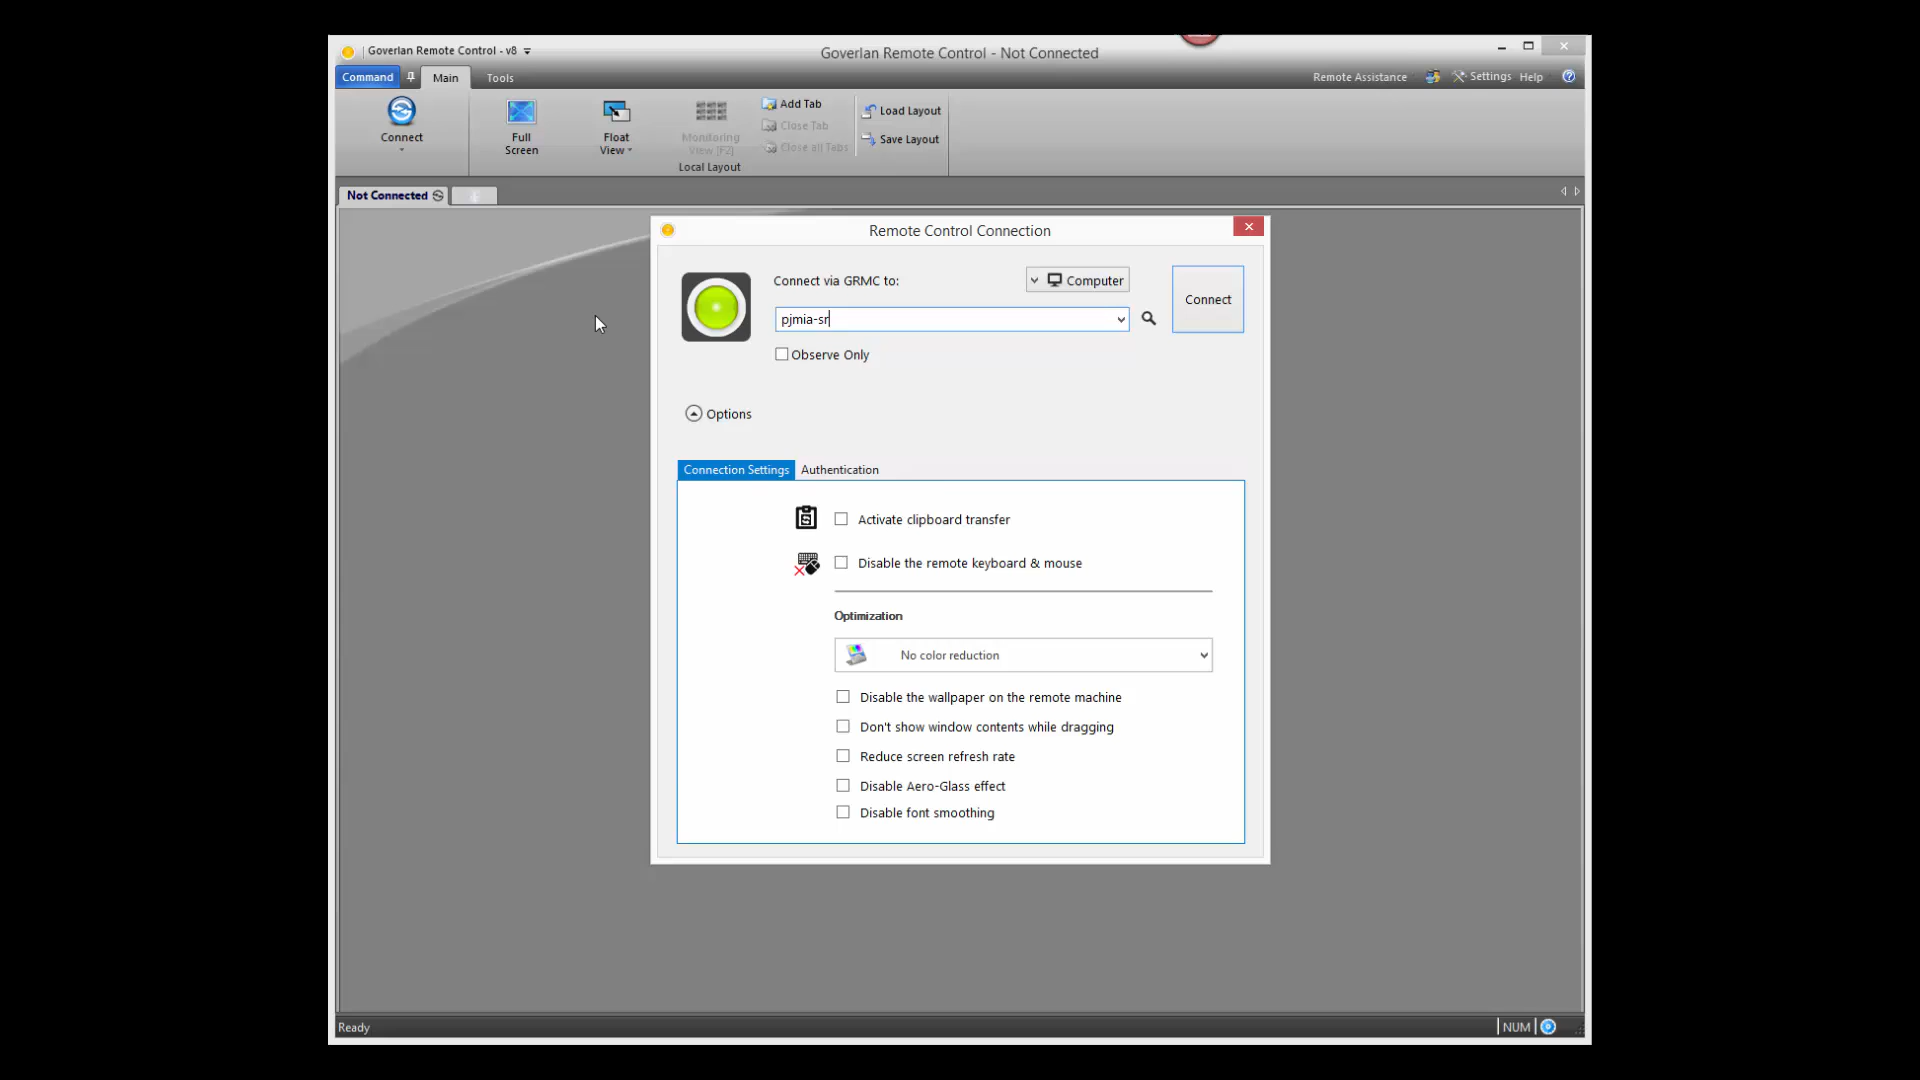 Goverlan Remote Control - v8
Goverlan Remote Control - Not Connected
Command
Main
Tools
Remote Assistance
Settings
Help
Connect
Full
Screen
Float
View
Monitoring
View [F2]
Add Tab
Close Tab
Close all Tabs
Load Layout
Save Layout
Local Layout
Not Connected
Remote Control Connection
Connect via GRMC to:
Computer
Connect
pjmia-sr
Observe Only
Options
Connection Settings
Authentication
Activate clipboard transfer
Disable the remote keyboard & mouse
Optimization
No color reduction
Disable the wallpaper on the remote machine
Don't show window contents while dragging
Reduce screen refresh rate
Disable Aero-Glass effect
Disable font smoothing
Ready
NUM